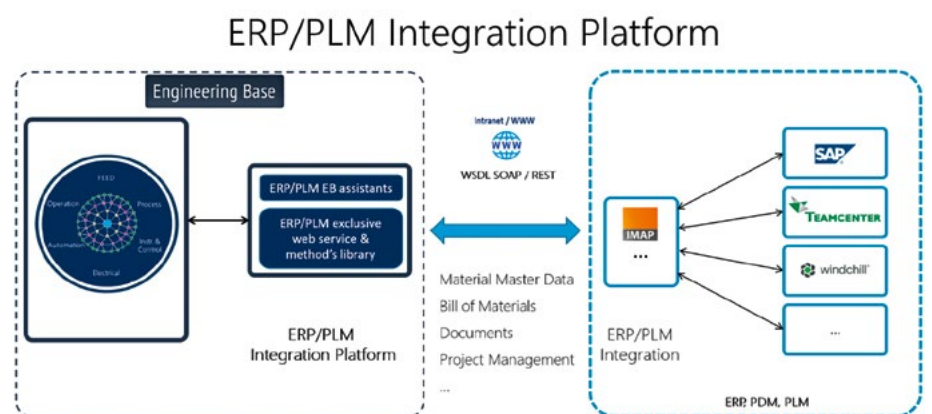 ERP/PLM Integration Platform
Engineering Base
FEED
Operation
Process
Automation
Instr &
Control
Electrical
ERP/PLM EB assistants
ERP/PLM exclusive
web service &
method's library
ERP/PLM
Integration Platform
Intranet / WWW
WWW
WSDL SOAP / REST
Material Master Data
Bill of Materials
Documents
Project Management
...
IMAP
...
ERP/PLM
Integration
SAP
TEAMCENTER
windchill
...
ERP, PDM, PLM